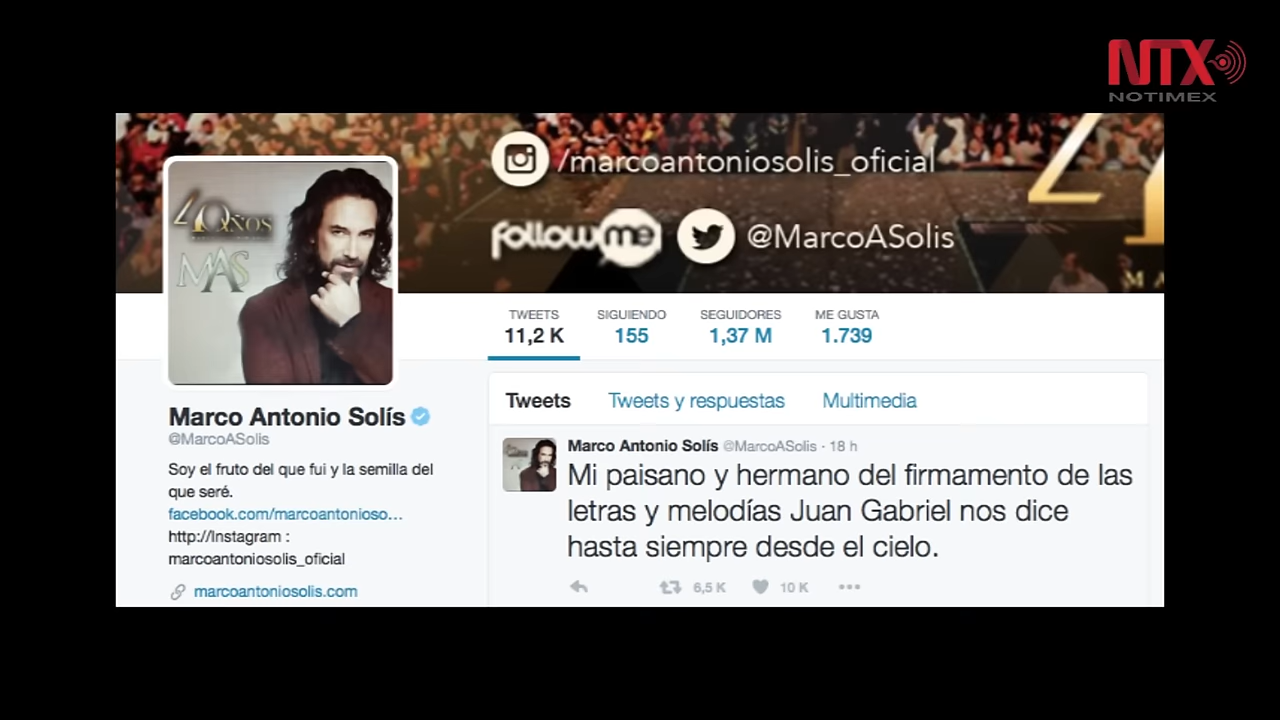 NTX
NOTIMEX
/marcoantoniosolis_oficial
followme @MarcoASolis
40 AÑOS
MAS
TWEETS SIGUIENDO SEGUIDORES ME GUSTA
11,2 K 155 1,37 M 1.739
Marco Antonio Solís
@MarcoASolis
Soy el fruto del que fui y la semilla del
que seré.
facebook.com/marcoantonioso...
http://Instagram :
marcoantoniosolis_oficial
marcoantoniosolis.com
Tweets Tweets y respuestas Multimedia
Marco Antonio Solís @MarcoASolis · 18 h
Mi paisano y hermano del firmamento de las
letras y melodías Juan Gabriel nos dice
hasta siempre desde el cielo.
6,5 K 10 K